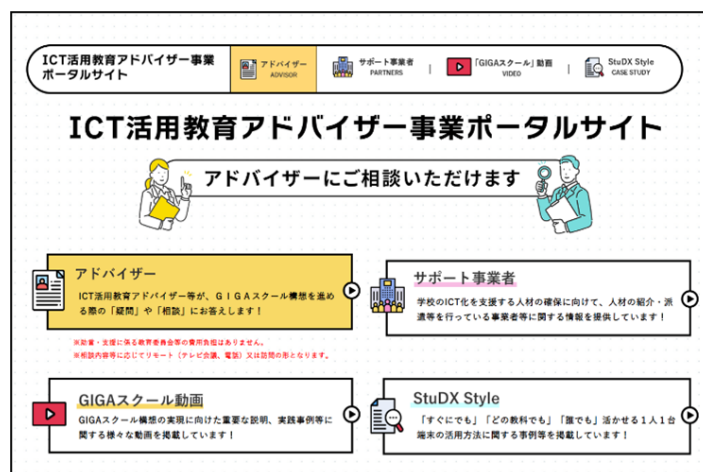 ICT活用教育アドバイザー事業
ポータルサイト
アドバイザー
ADVISOR
サポート事業者
PARTNERS
「GIGAスクール」動画
VIDEO
StuDX Style
CASE STUDY
ICT活用教育アドバイザー事業ポータルサイト
アドバイザーにご相談いただけます
アドバイザー
ICT活用教育アドバイザー等が、GIGAスクール構想を進め
る際の「疑問」や「相談」にお答えします！
※助言・支援に係る教育委員会等の費用負担はありません。
※相談内容等に応じてリモート（テレビ会議、電話）又は訪問の形となります。
サポート事業者
学校のICT化を支援する人材の確保に向けて、人材の紹介・派
遣等を行っている事業者等に関する情報を提供しています！
GIGAスクール動画
GIGAスクール構想の実現に向けた重要な説明、実践事例等に
関する様々な動画を掲載しています！
StuDX Style
「すぐにでも」「どの教科でも」「誰でも」活かせる１人１台
端末の活用方法に関する事例等を掲載しています！